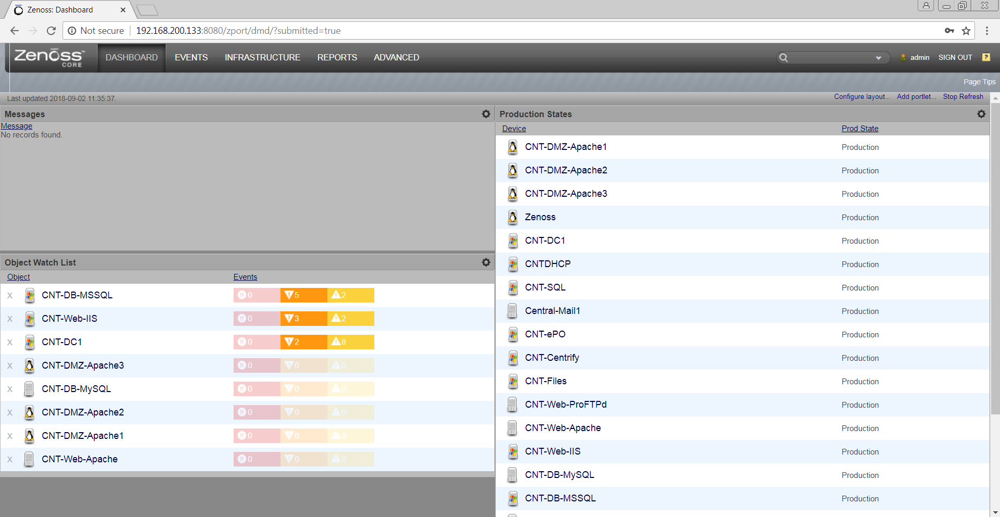 Zenoss: Dashboard
Not secure 192.168.200.133:8080/zport/dmd/?submitted=true
Zenoss™ CORE DASHBOARD EVENTS INFRASTRUCTURE REPORTS ADVANCED admin SIGN OUT ?
Page Tips
Last updated 2018-09-02 11:35:37. Configure layout... Add portlet... Stop Refresh
Messages
Message
No records found.
Object Watch List
Object Events
X CNT-DB-MSSQL 0 5 2
X CNT-Web-IIS 0 3 2
X CNT-DC1 0 2 8
X CNT-DMZ-Apache3 0 0 0
X CNT-DB-MySQL 0 0 0
X CNT-DMZ-Apache2 0 0 0
X CNT-DMZ-Apache1 0 0 0
X CNT-Web-Apache 0 0 0
Production States
Device Prod State
CNT-DMZ-Apache1 Production
CNT-DMZ-Apache2 Production
CNT-DMZ-Apache3 Production
Zenoss Production
CNT-DC1 Production
CNTDHCP Production
CNT-SQL Production
Central-Mail1 Production
CNT-ePO Production
CNT-Centrify Production
CNT-Files Production
CNT-Web-ProFTPd Production
CNT-Web-Apache Production
CNT-Web-IIS Production
CNT-DB-MySQL Production
CNT-DB-MSSQL Production